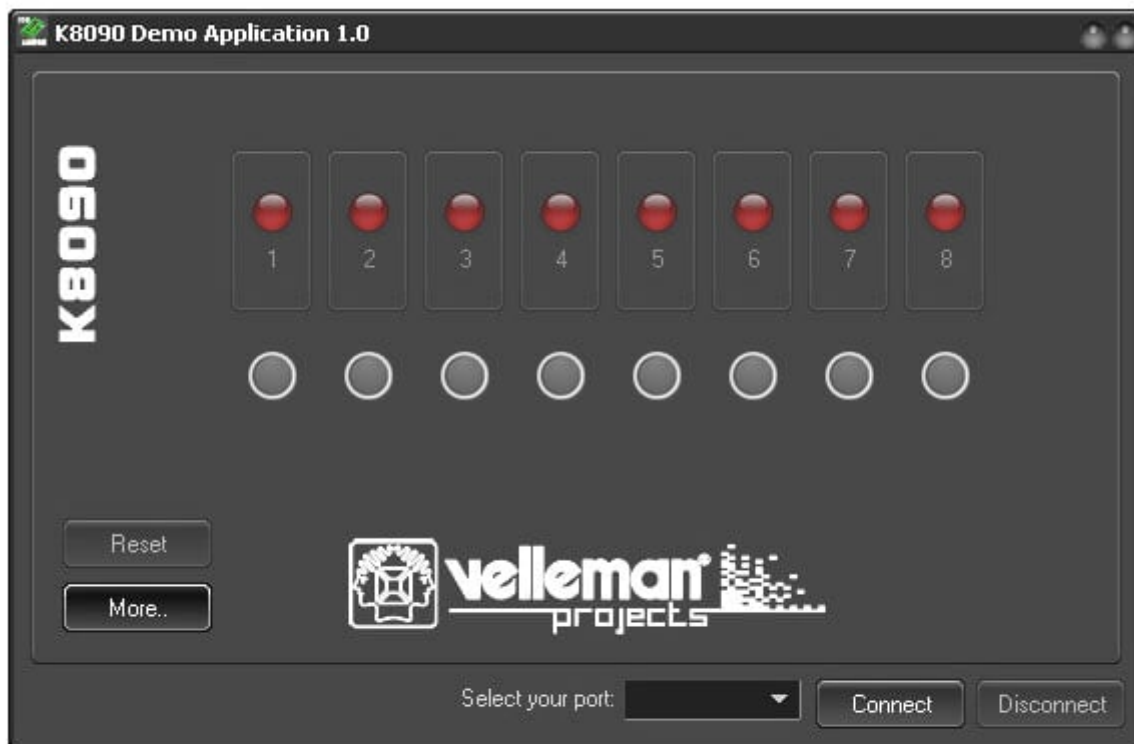 K8090 Demo Application 1.0
K8090
1 2 3 4 5 6 7 8
Reset
More..
velleman®
projects
Select your port:
Connect
Disconnect